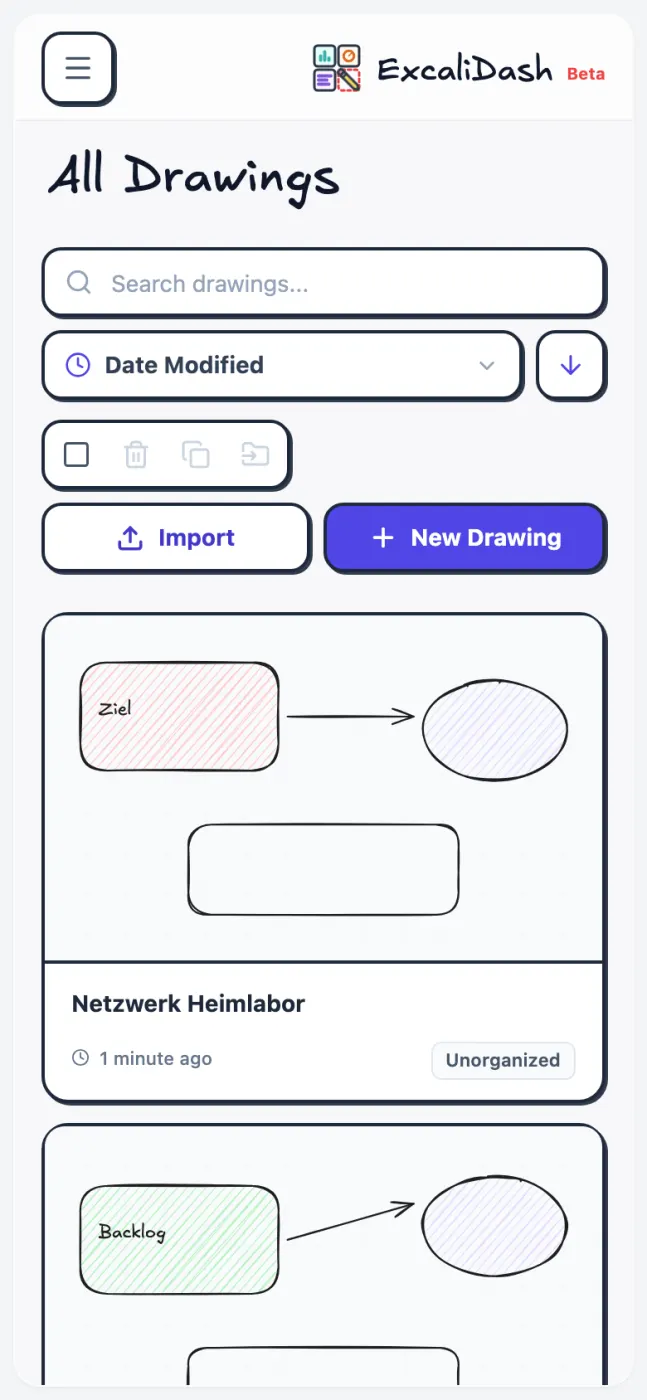 ExcaliDash Beta
All Drawings
Search drawings...
Date Modified
Import
New Drawing
Ziel
Netzwerk Heimlabor
1 minute ago
Unorganized
Backlog